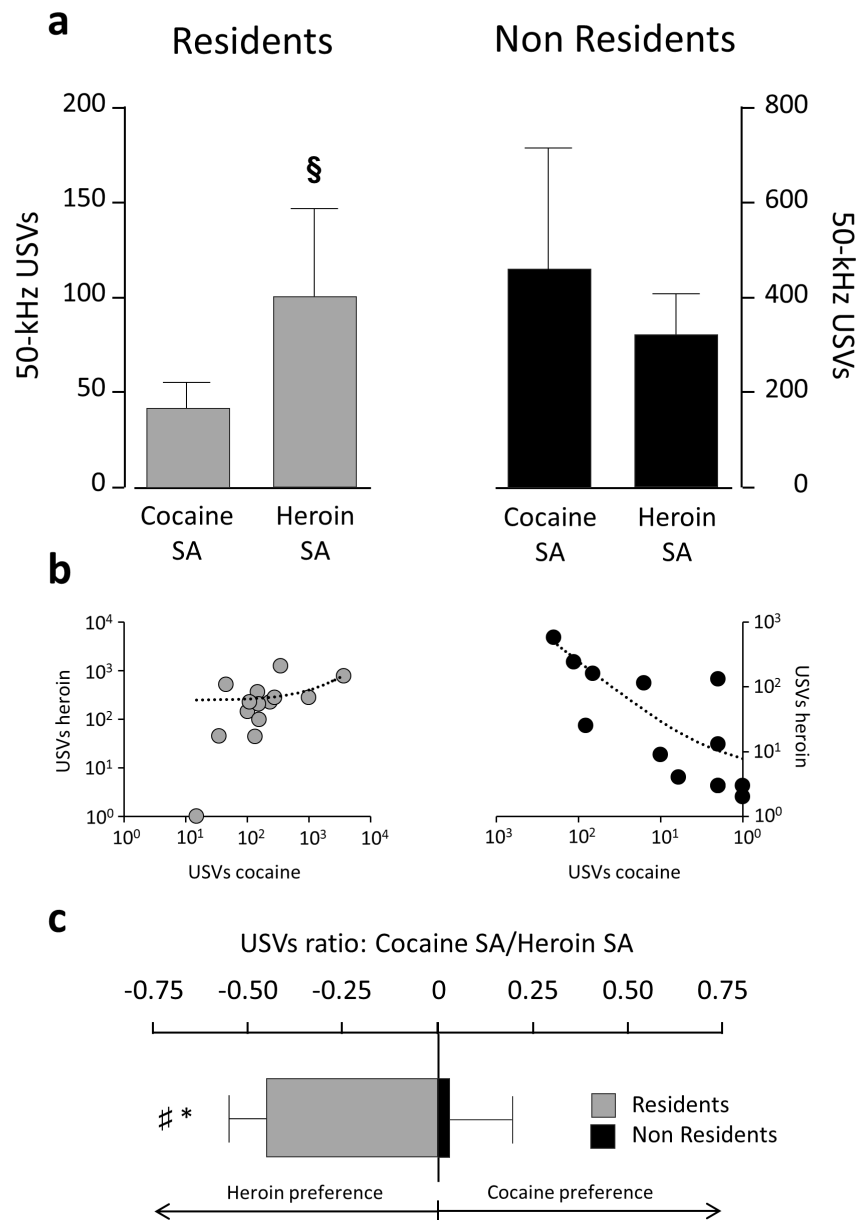 a
Residents
Non Residents
200
150
100
50
0
50-kHz USVs
§
Cocaine
SA
Heroin
SA
800
600
400
200
0
50-kHz USVs
Cocaine
SA
Heroin
SA
b
10⁴
10³
10²
10¹
10⁰
USVs heroin
10⁰ 10¹ 10² 10³ 10⁴
USVs cocaine
10³
10²
10¹
10⁰
USVs heroin
10³ 10² 10¹ 10⁰
USVs cocaine
c
USVs ratio: Cocaine SA/Heroin SA
-0.75 -0.50 -0.25 0 0.25 0.50 0.75
♯ *
Residents
Non Residents
Heroin preference
Cocaine preference